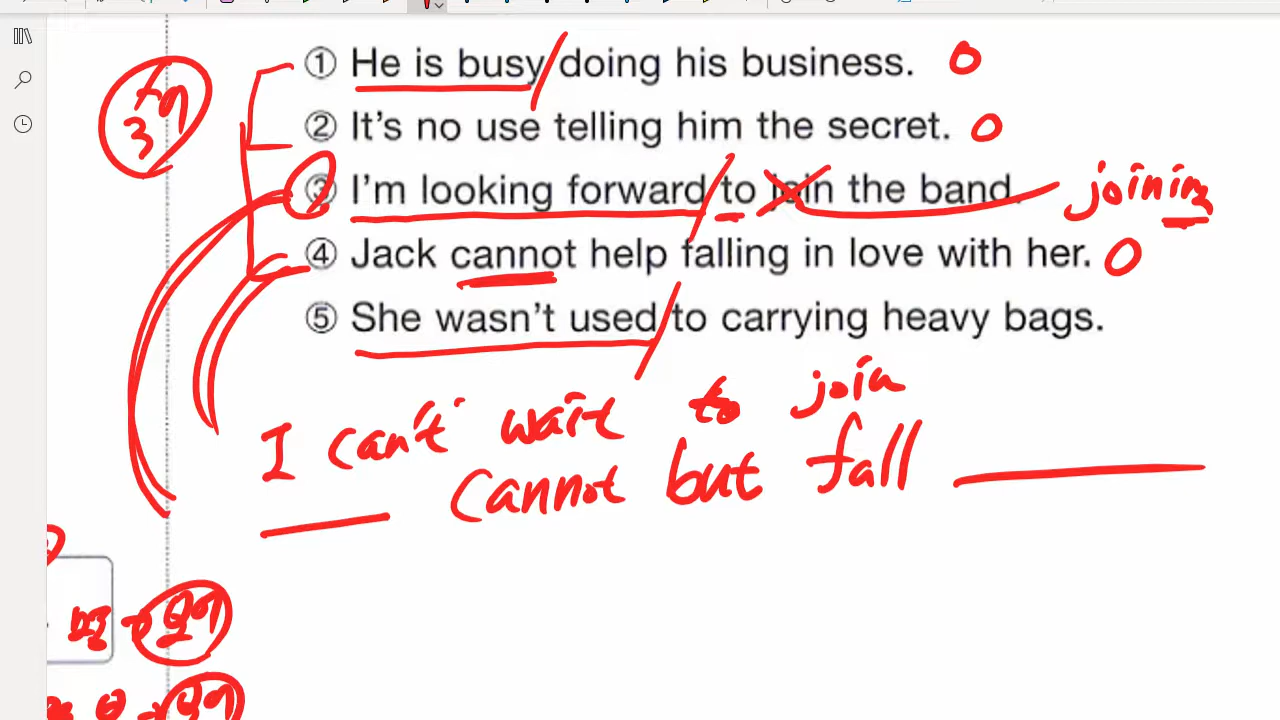 ① He is busy doing his business. O
② It's no use telling him the secret. O
③ I'm looking forward to join the band. joining
④ Jack cannot help falling in love with her. O
⑤ She wasn't used to carrying heavy bags.
I can't wait to join
cannot but fall